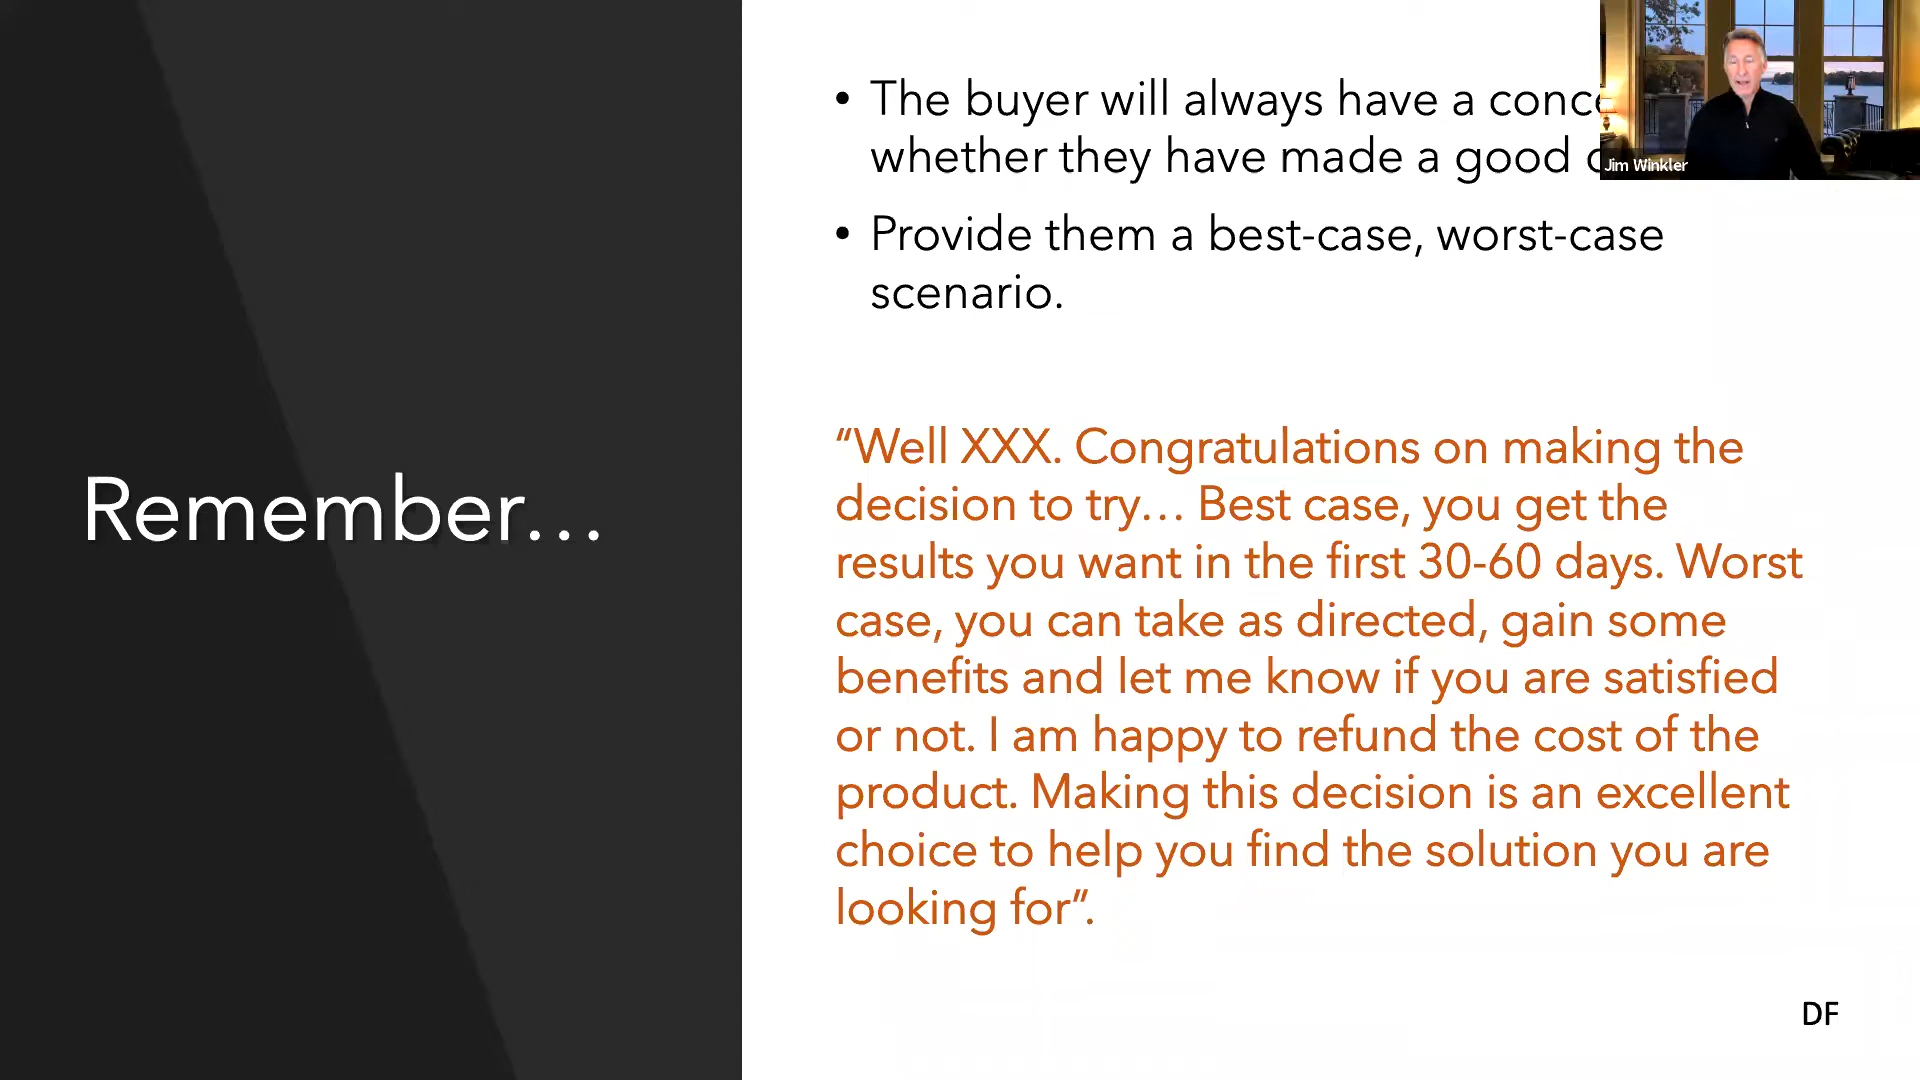 Remember...
• The buyer will always have a
whether they have made a good
• Provide them a best-case, worst-case
scenario.
“Well XXX. Congratulations on making the
decision to try... Best case, you get the
results you want in the first 30-60 days. Worst
case, you can take as directed, gain some
benefits and let me know if you are satisfied
or not. I am happy to refund the cost of the
product. Making this decision is an excellent
choice to help you find the solution you are
looking for”.
Jim Winkler
DF